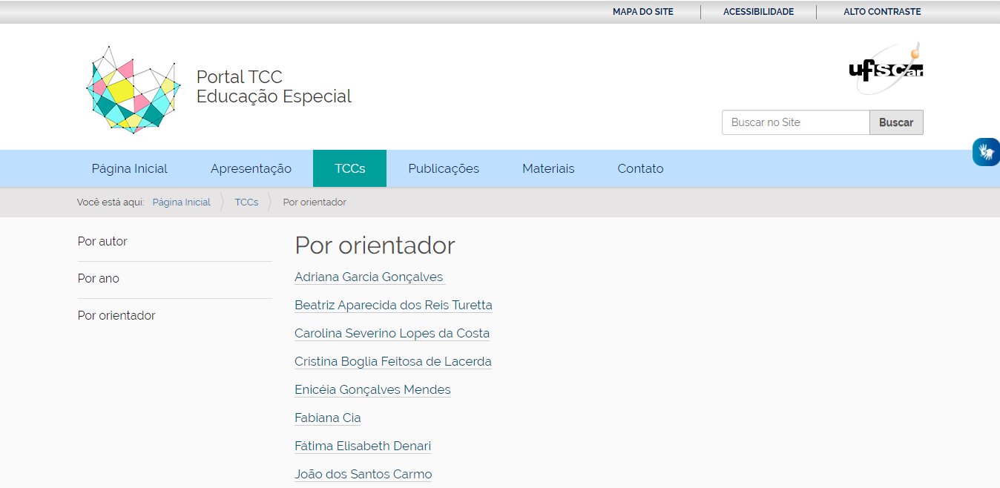 MAPA DO SITE
ACESSIBILIDADE
ALTO CONTRASTE
Portal TCC
Educação Especial
ufscar
Buscar no Site
Buscar
Página Inicial
Apresentação
TCCs
Publicações
Materiais
Contato
Você está aqui: Página Inicial TCCs Por orientador
Por autor
Por ano
Por orientador
Por orientador
Adriana Garcia Gonçalves
Beatriz Aparecida dos Reis Turetta
Carolina Severino Lopes da Costa
Cristina Boglia Feitosa de Lacerda
Enicéia Gonçalves Mendes
Fabiana Cia
Fátima Elisabeth Denari
João dos Santos Carmo